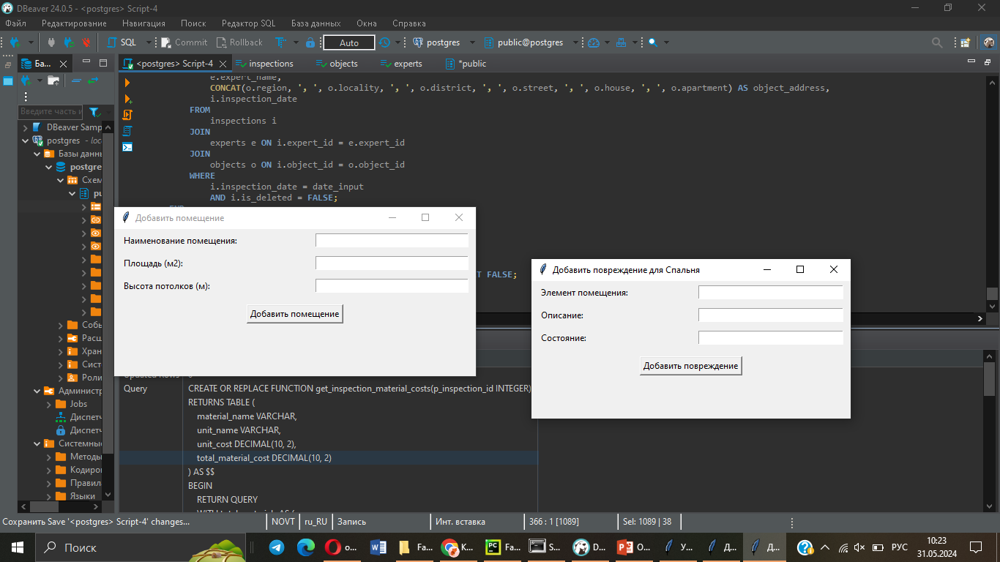 DBeaver 24.0.5 - <postgres> Script-4
Файл Редактирование Навигация Поиск Редактор SQL База данных Окна Справка
SQL Commit Rollback Auto postgres public@postgres
Ба... <postgres> Script-4 inspections objects experts *public
e.expert_name,
CONCAT(o.region, ', ', o.locality, ', ', o.district, ', ', o.street, ', ', o.house, ', ', o.apartment) AS object_address,
i.inspection_date
FROM
inspections i
JOIN
experts e ON i.expert_id = e.expert_id
JOIN
objects o ON i.object_id = o.object_id
WHERE
i.inspection_date = date_input
AND i.is_deleted = FALSE;
T FALSE;
Введите часть и
DBeaver Samp
postgres - loc
Базы данны
postgre
Схем
pu
Собы
Расш
Хран
Сист
Роли
Администр
Jobs
Диспетч
Диспетч
Системные
Методы
Кодиров
Правила
Языки
Добавить помещение
Наименование помещения:
Площадь (м2):
Высота потолков (м):
Добавить помещение
Добавить повреждение для Спальня
Элемент помещения:
Описание:
Состояние:
Добавить повреждение
Updated Rows 0
Query CREATE OR REPLACE FUNCTION get_inspection_material_costs(p_inspection_id INTEGER)
RETURNS TABLE (
material_name VARCHAR,
unit_name VARCHAR,
unit_cost DECIMAL(10, 2),
total_material_cost DECIMAL(10, 2)
) AS $$
BEGIN
RETURN QUERY
Сохранить Save '<postgres> Script-4' changes... NOVT ru_RU Запись Инт. вставка 366 : 1 [1089] Sel: 1089 | 38
Поиск o... Fa... K... Fa... S... D... O... У... Д... Д... РУС 10:23
31.05.2024